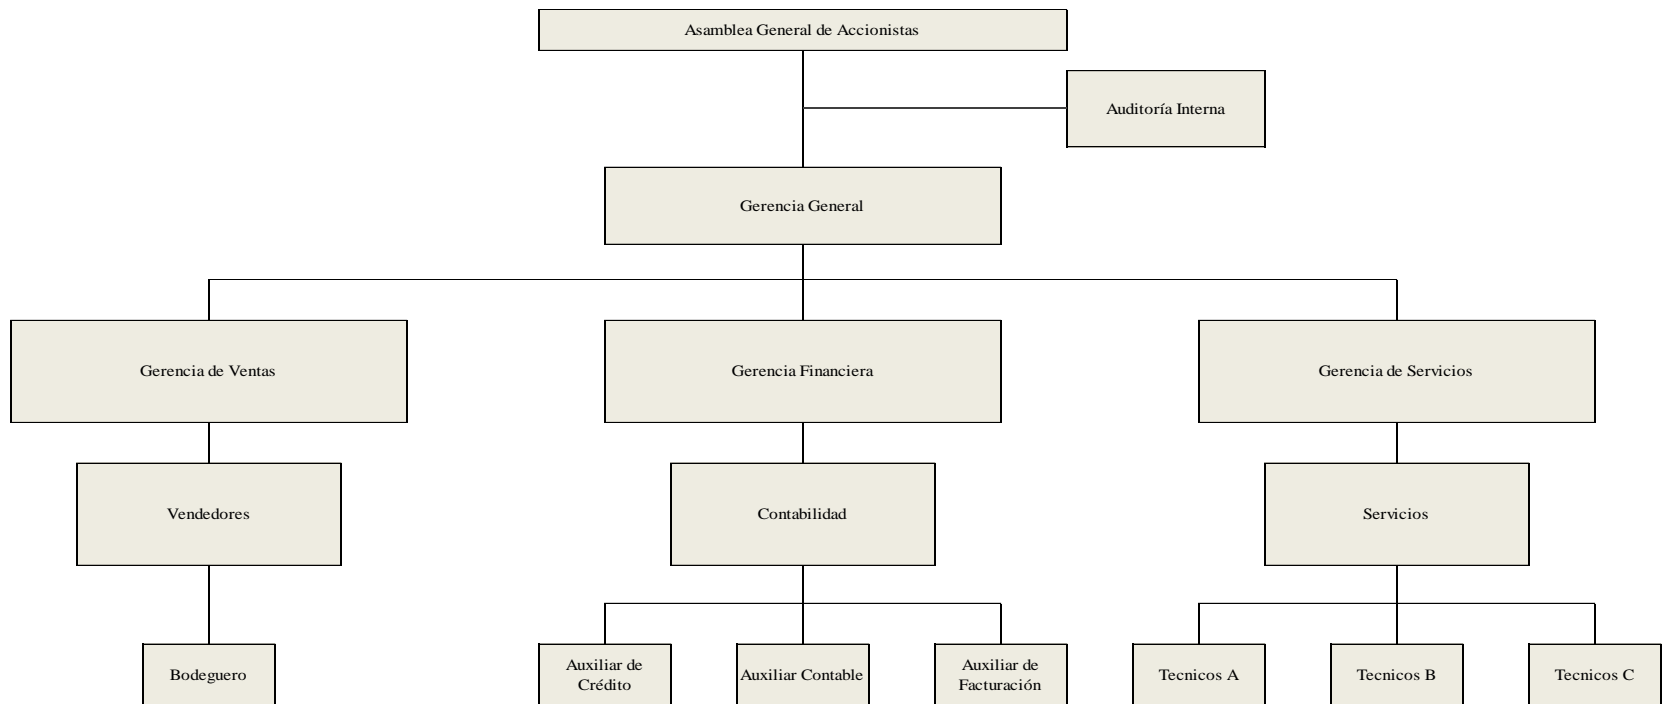 Asamblea General de Accionistas
Auditoría Interna
Gerencia General
Gerencia de Ventas
Gerencia Financiera
Gerencia de Servicios
Vendedores
Contabilidad
Servicios
Bodeguero
Auxiliar de
Crédito
Auxiliar Contable
Auxiliar de
Facturación
Tecnicos A
Tecnicos B
Tecnicos C